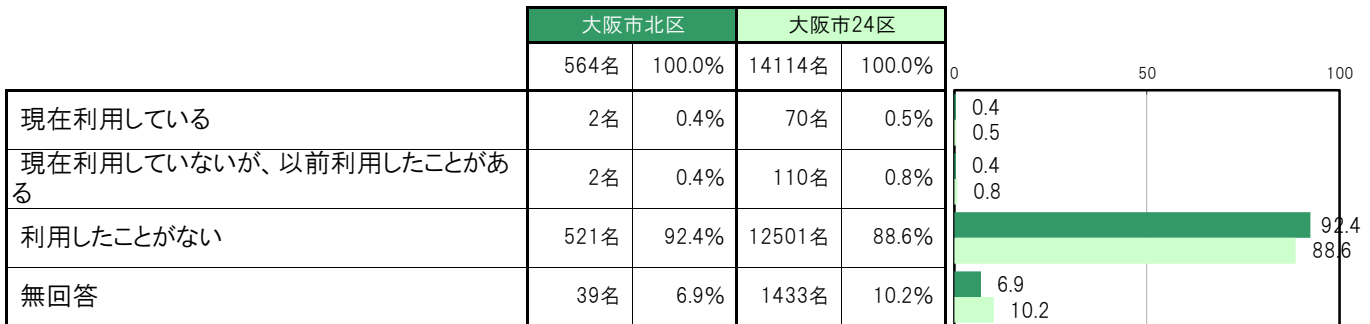 大阪市北区 大阪市24区
564名 100.0% 14114名 100.0%
0 50 100
現在利用している 2名 0.4% 70名 0.5%
0.4
0.5
現在利用していないが、以前利用したことがあ
る
2名 0.4% 110名 0.8%
0.4
0.8
利用したことがない 521名 92.4% 12501名 88.6%
92.4
88.6
無回答 39名 6.9% 1433名 10.2%
6.9
10.2